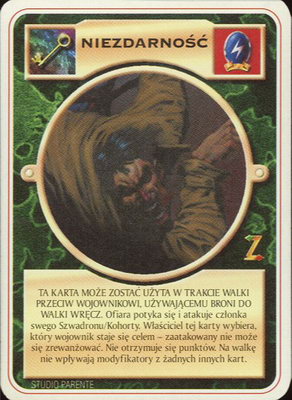 NIEZDARNOŚĆ
Z
TA KARTA MOŻE ZOSTAĆ UŻYTA W TRAKCIE WALKI
PRZECIW WOJOWNIKOWI, UŻYWAJĄCEMU BRONI DO
WALKI WRĘCZ. Ofiara potyka się i atakuje członka
swego Szwadronu/Kohorty. Właściciel tej karty wybiera,
który wojownik staje się celem – zaatakowany nie może
się zrewanżować. Nie otrzymuje się punktów. Na walkę
nie wpływają modyfikatory z żadnych innych kart.
STUDIO PARENTE